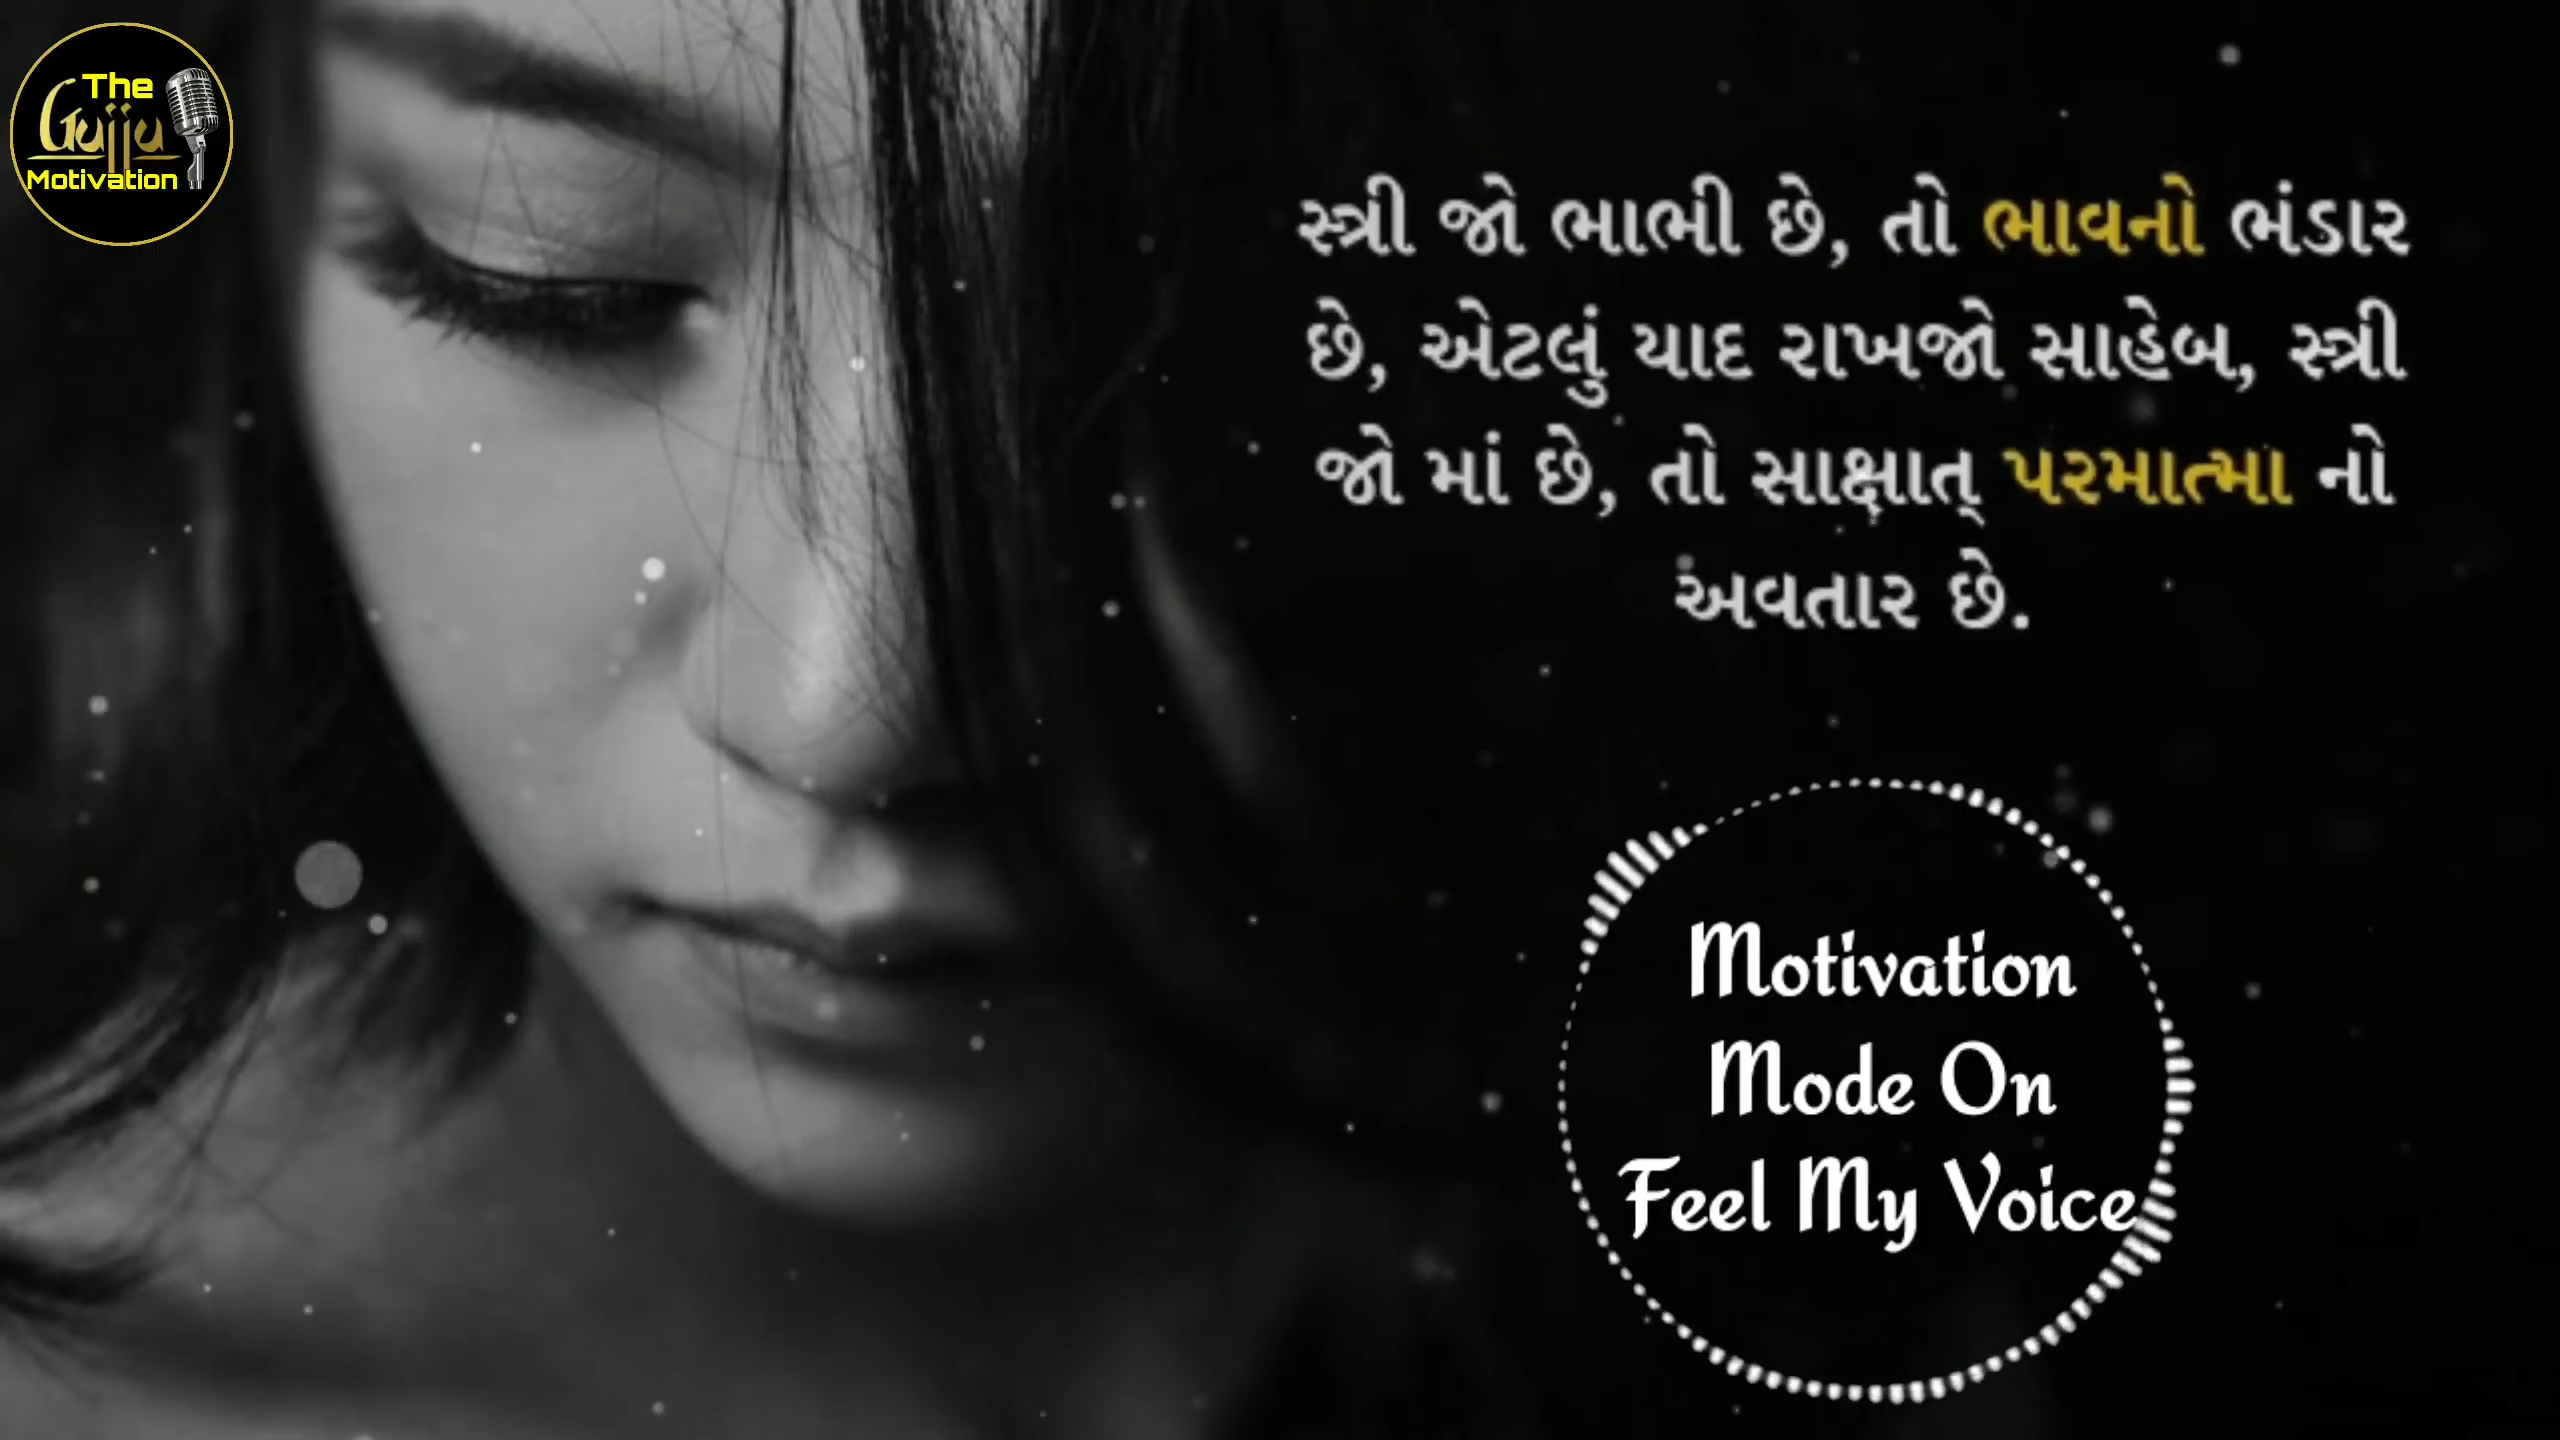 The
Gujju
Motivation
સ્ત્રી જો ભાભી છે, તો ભાવનો ભંડાર
છે, એટલું યાદ રાખજો સાહેબ, સ્ત્રી
જો માં છે, તો સાક્ષાત્ પરમાત્મા નો
અવતાર છે.
Motivation
Mode On
Feel My Voice